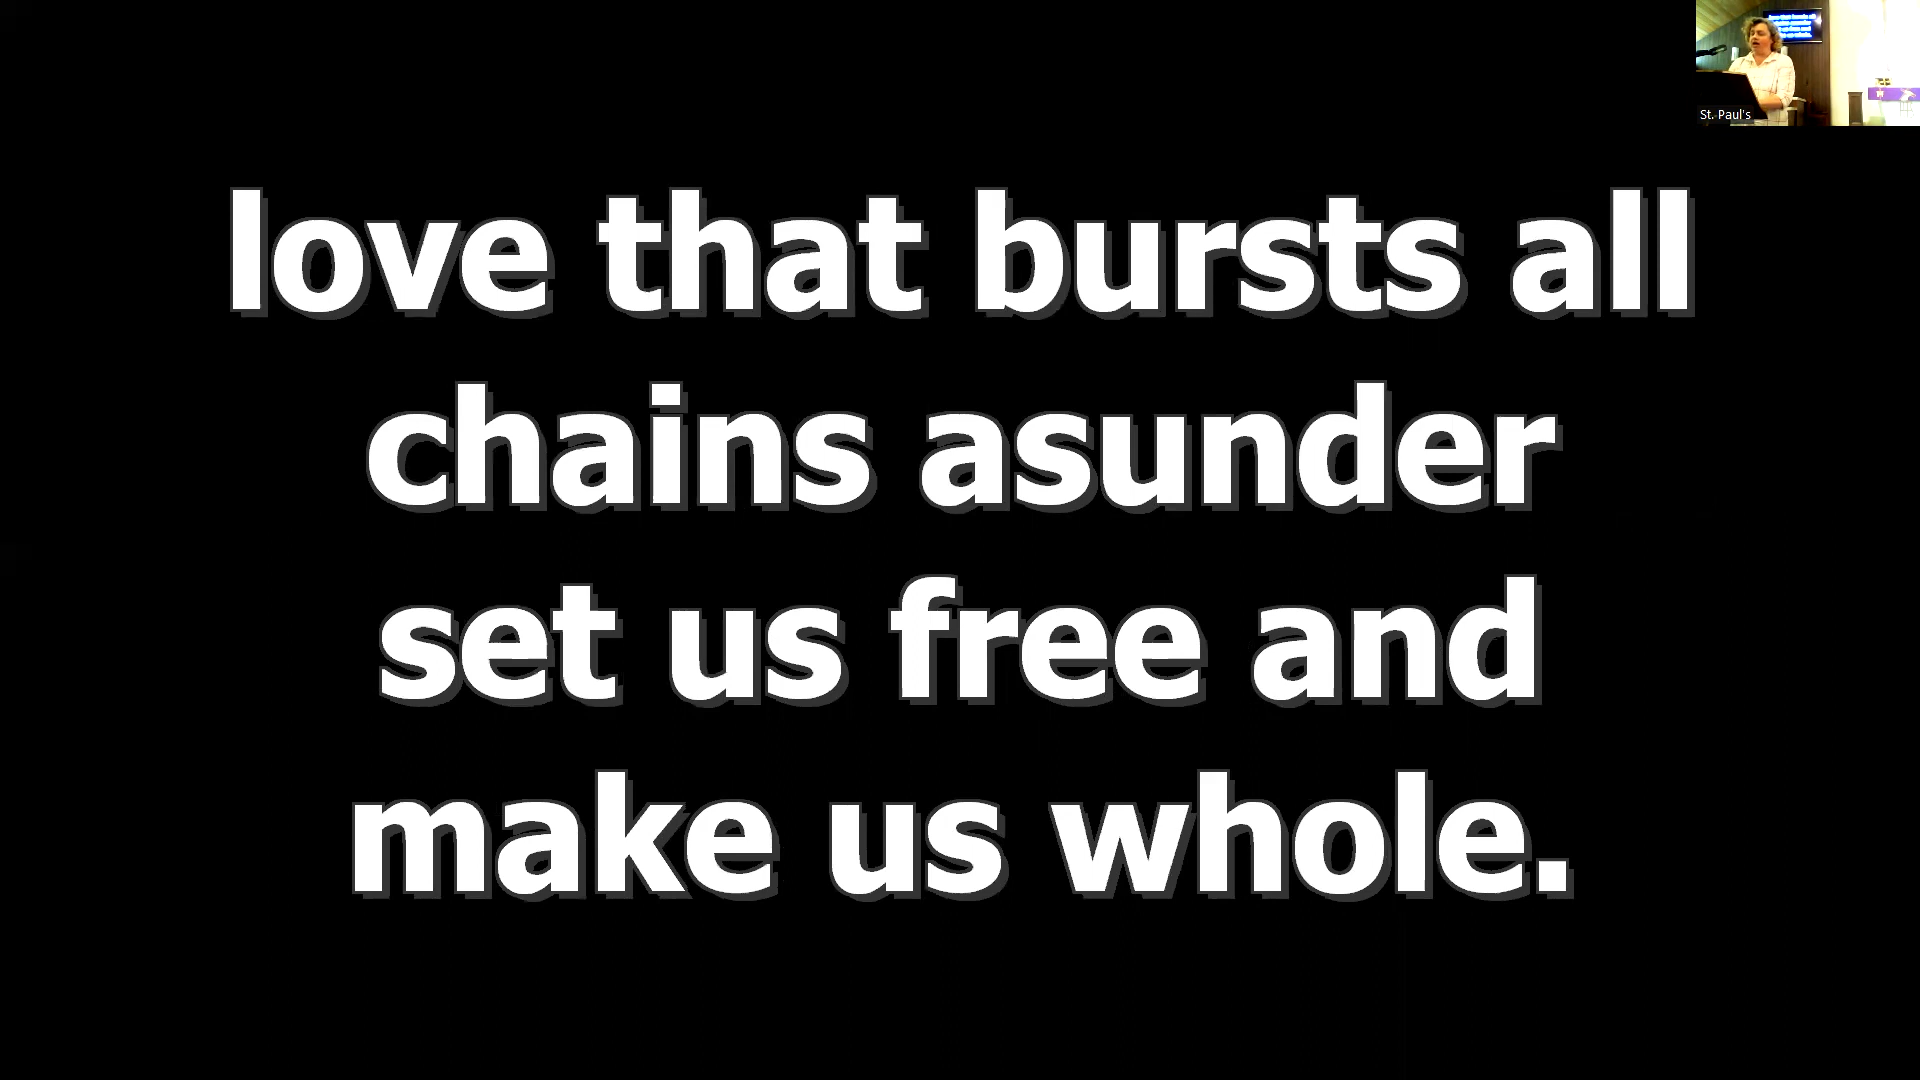 love that bursts all
chains asunder
set us free and
make us whole.
St. Paul's